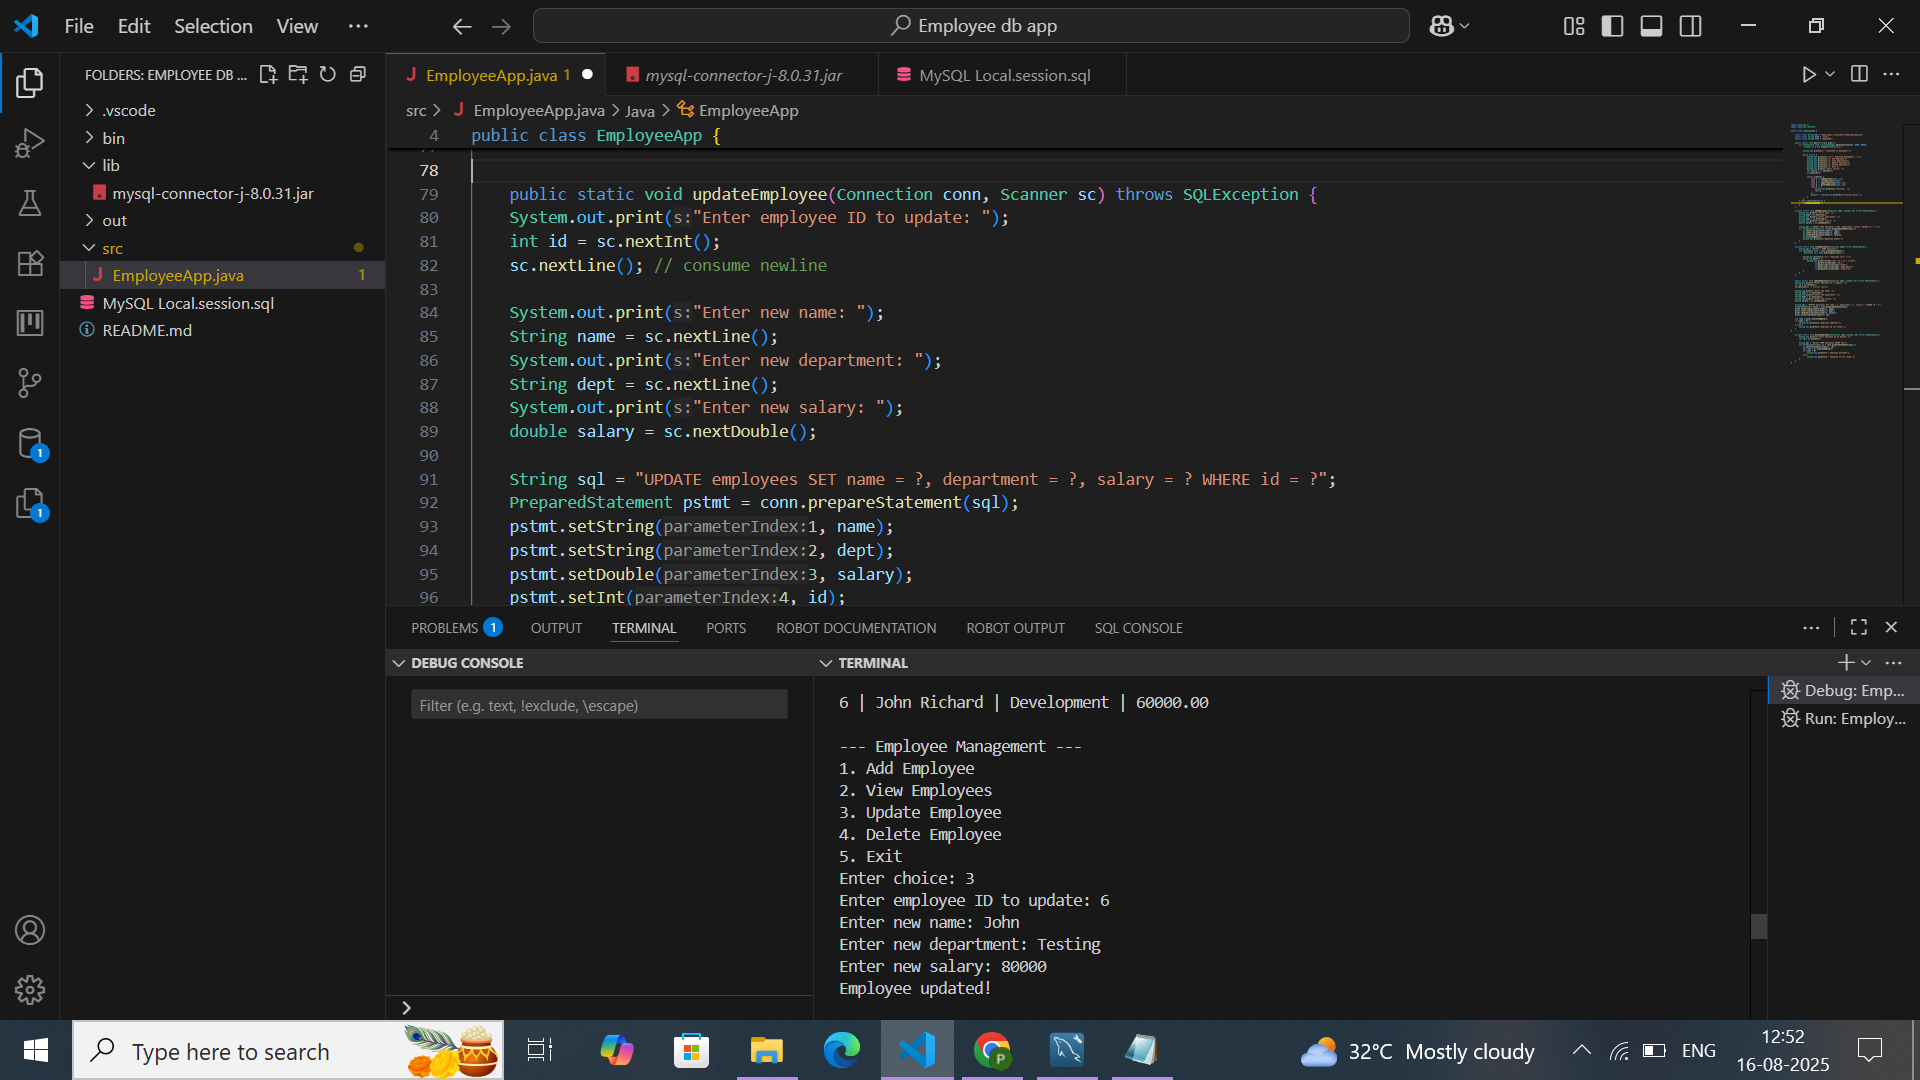 File Edit Selection View ···
Employee db app
FOLDERS: EMPLOYEE DB ...
.vscode
bin
lib
mysql-connector-j-8.0.31.jar
out
src
EmployeeApp.java 1
MySQL Local.session.sql
README.md
1
1
EmployeeApp.java 1
mysql-connector-j-8.0.31.jar
MySQL Local.session.sql
src > EmployeeApp.java > Java > EmployeeApp
4 public class EmployeeApp {
78
79 public static void updateEmployee(Connection conn, Scanner sc) throws SQLException {
80 System.out.print(s:"Enter employee ID to update: ");
81 int id = sc.nextInt();
82 sc.nextLine(); // consume newline
83
84 System.out.print(s:"Enter new name: ");
85 String name = sc.nextLine();
86 System.out.print(s:"Enter new department: ");
87 String dept = sc.nextLine();
88 System.out.print(s:"Enter new salary: ");
89 double salary = sc.nextDouble();
90
91 String sql = "UPDATE employees SET name = ?, department = ?, salary = ? WHERE id = ?";
92 PreparedStatement pstmt = conn.prepareStatement(sql);
93 pstmt.setString(parameterIndex:1, name);
94 pstmt.setString(parameterIndex:2, dept);
95 pstmt.setDouble(parameterIndex:3, salary);
96 pstmt.setInt(parameterIndex:4, id);
PROBLEMS 1 OUTPUT TERMINAL PORTS ROBOT DOCUMENTATION ROBOT OUTPUT SQL CONSOLE
DEBUG CONSOLE
Filter (e.g. text, !exclude, \escape)
TERMINAL
6 | John Richard | Development | 60000.00
--- Employee Management ---
1. Add Employee
2. View Employees
3. Update Employee
4. Delete Employee
5. Exit
Enter choice: 3
Enter employee ID to update: 6
Enter new name: John
Enter new department: Testing
Enter new salary: 80000
Employee updated!
Debug: Emp...
Run: Employ...
Type here to search
P
32°C Mostly cloudy
ENG
12:52
16-08-2025